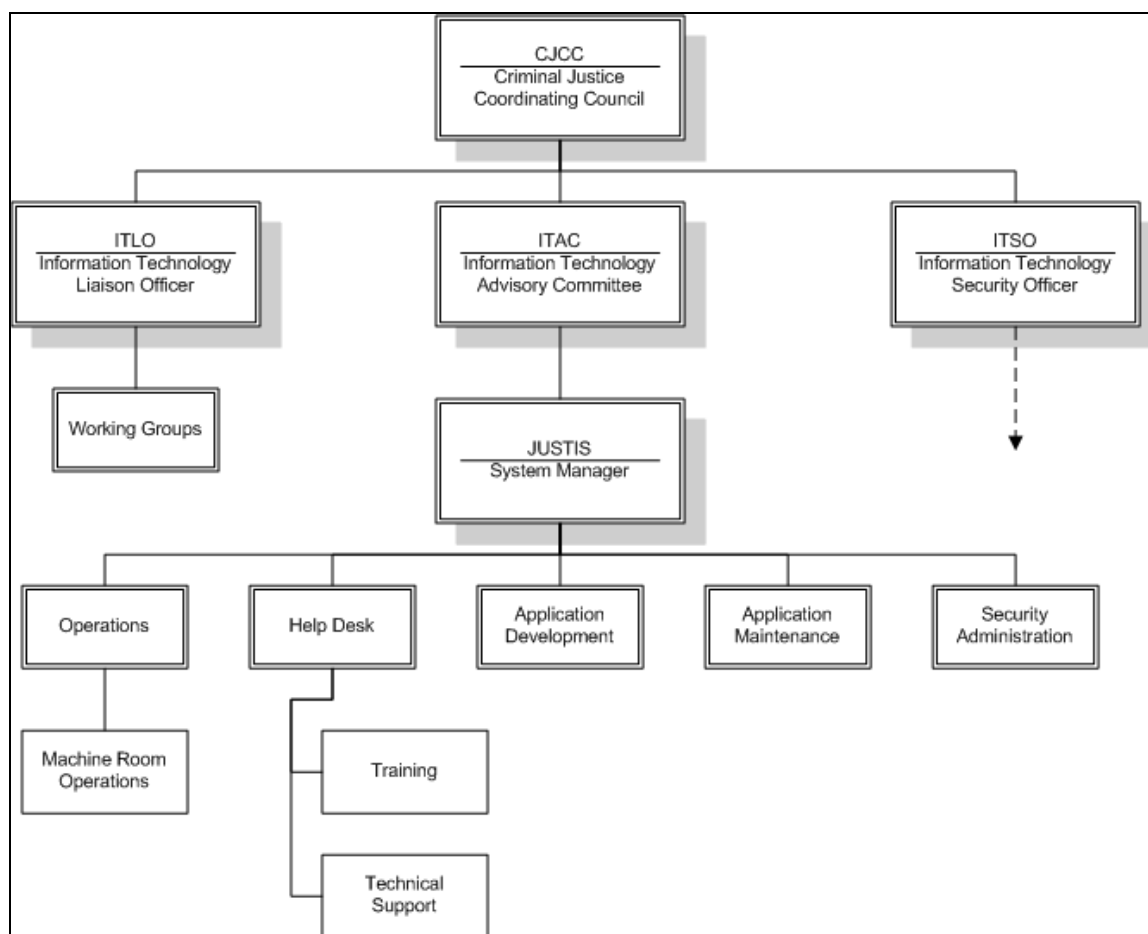 CJCC
Criminal Justice
Coordinating Council
ITLO
Information Technology
Liaison Officer
ITAC
Information Technology
Advisory Committee
ITSO
Information Technology
Security Officer
Working Groups
JUSTIS
System Manager
Operations
Help Desk
Application
Development
Application
Maintenance
Security
Administration
Machine Room
Operations
Training
Technical
Support